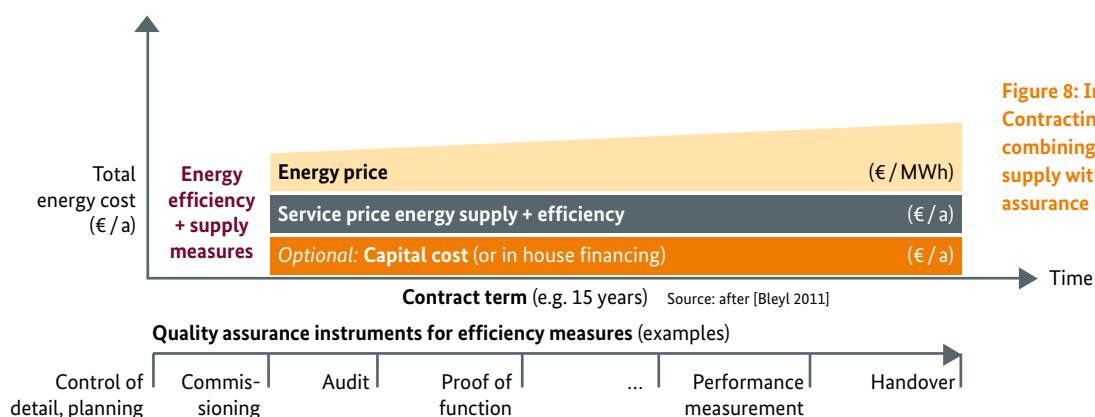 Figure 8: I
Contractin
combining
supply wit
assurance i
Total
energy cost
(€ / a)
Energy
efficiency
+ supply
measures
Energy price (€ / MWh)
Service price energy supply + efficiency (€ / a)
Optional: Capital cost (or in house financing) (€ / a)
Time
Contract term (e.g. 15 years) Source: after [Bleyl 2011]
Quality assurance instruments for efficiency measures (examples)
Control of
detail, planning
Commis-
sioning
Audit
Proof of
function
...
Performance
measurement
Handover